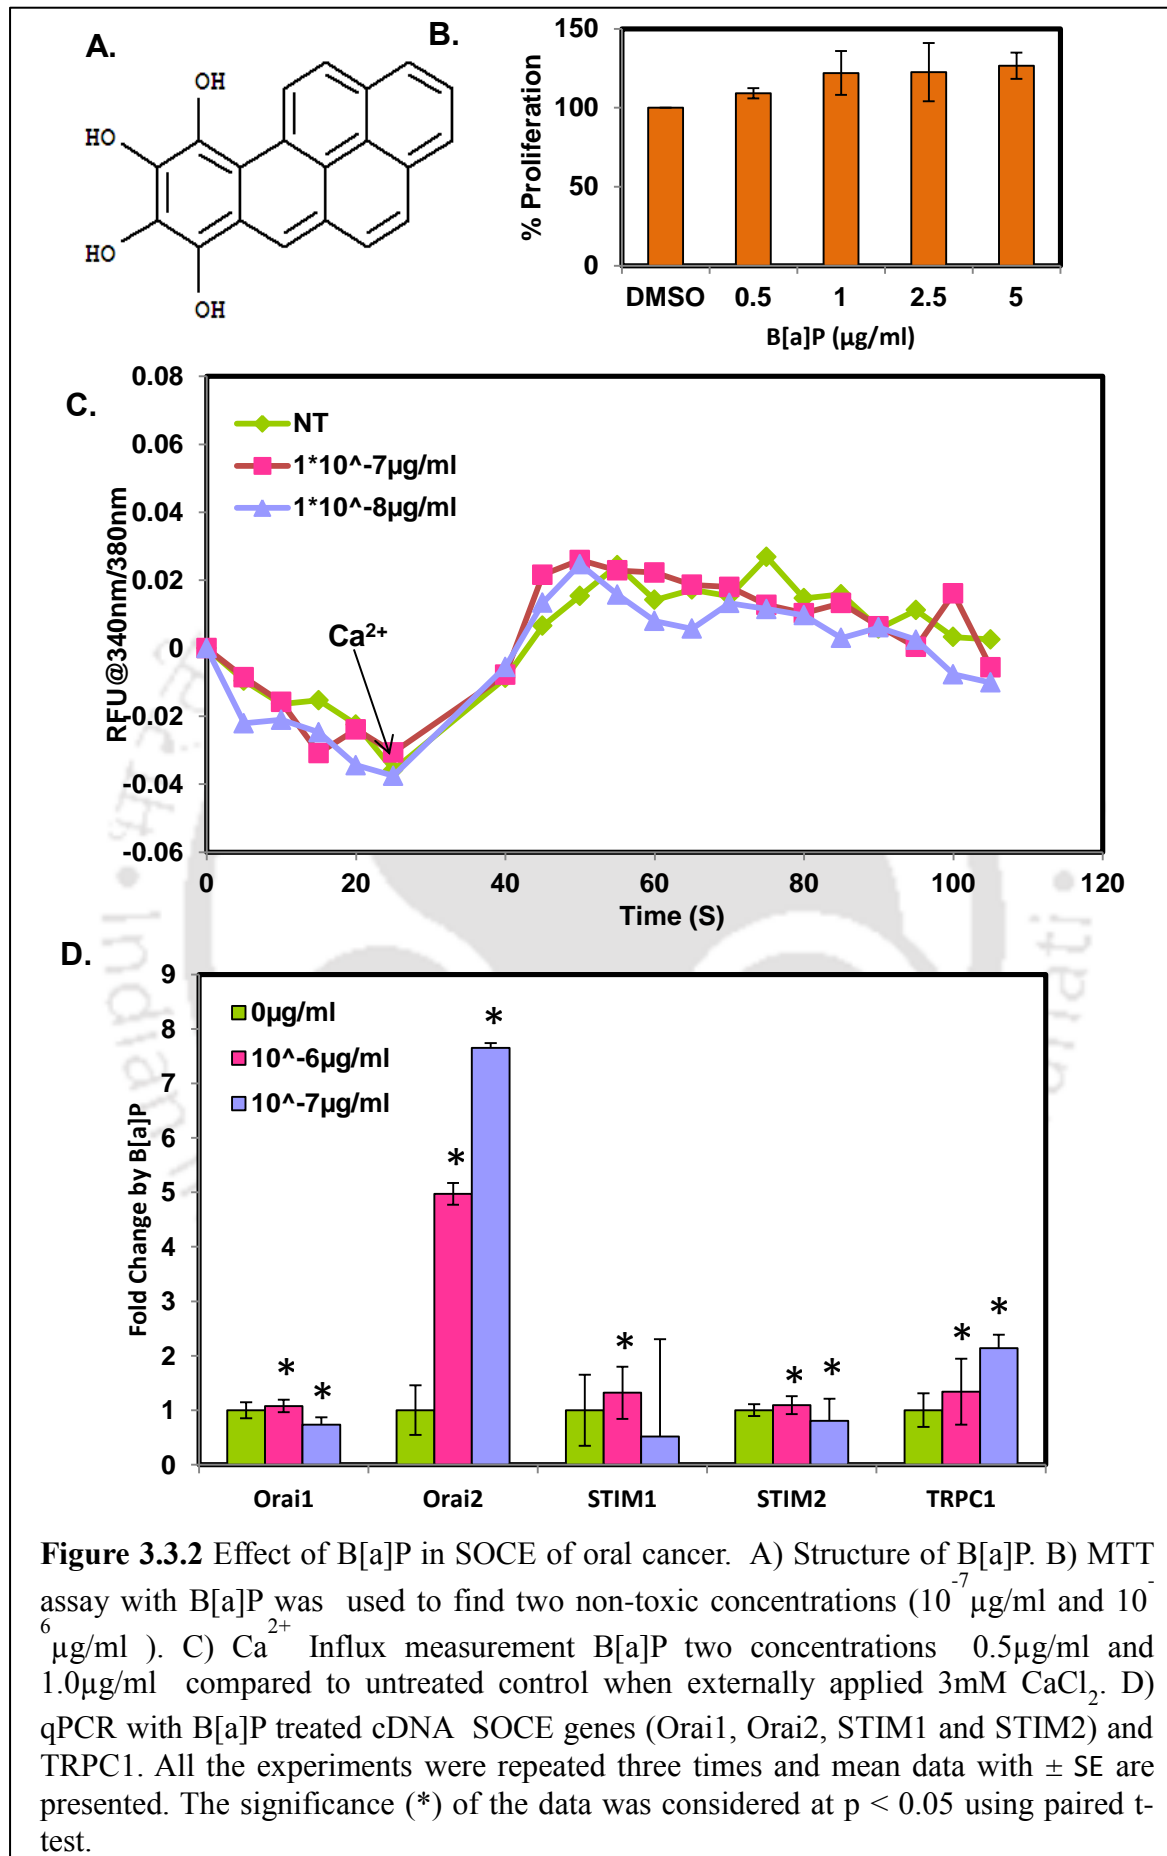 A.
OH
HO
HO
OH
B.
% Proliferation
150
100
50
0
DMSO 0.5 1 2.5 5
B[a]P (µg/ml)
C.
RFU@340nm/380nm
0.08
0.06
0.04
0.02
0
-0.02
-0.04
-0.06
NT
1*10^-7µg/ml
1*10^-8µg/ml
Ca2+
0 20 40 60 80 100 120
Time (S)
D.
Fold Change by B[a]P
9
8
7
6
5
4
3
2
1
0
0µg/ml
10^-6µg/ml
10^-7µg/ml
* * * * * * * * *
Orai1 Orai2 STIM1 STIM2 TRPC1
Indian
Figure 3.3.2 Effect of B[a]P in SOCE of oral cancer. A) Structure of B[a]P. B) MTT
assay with B[a]P was used to find two non-toxic concentrations (10-7 µg/ml and 10-
6µg/ml ). C) Ca2+ Influx measurement B[a]P two concentrations 0.5µg/ml and
1.0µg/ml compared to untreated control when externally applied 3mM CaCl2. D)
qPCR with B[a]P treated cDNA SOCE genes (Orai1, Orai2, STIM1 and STIM2) and
TRPC1. All the experiments were repeated three times and mean data with ± SE are
presented. The significance (*) of the data was considered at p < 0.05 using paired t-
test.